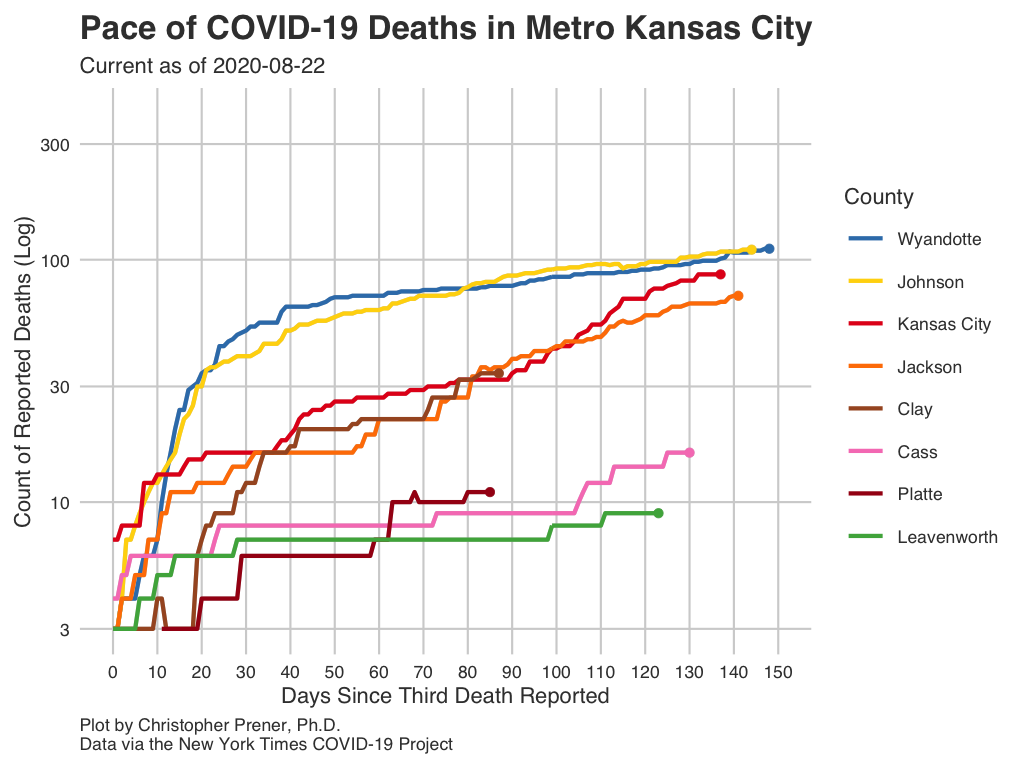 Pace of COVID-19 Deaths in Metro Kansas City
Current as of 2020-08-22
Count of Reported Deaths (Log)
300
100
30
10
3
0 10 20 30 40 50 60 70 80 90 100 110 120 130 140 150
Days Since Third Death Reported
County
Wyandotte
Johnson
Kansas City
Jackson
Clay
Cass
Platte
Leavenworth
Plot by Christopher Prener, Ph.D.
Data via the New York Times COVID-19 Project